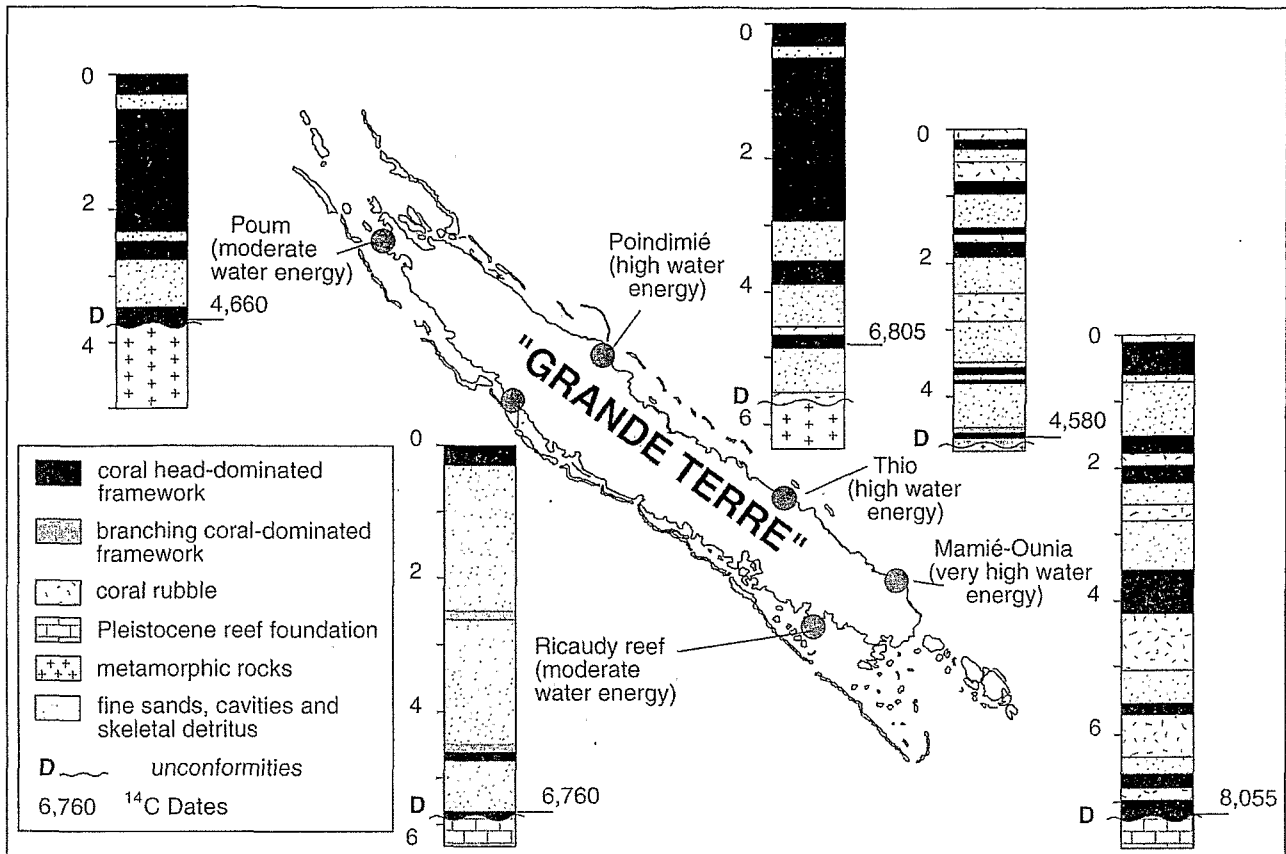 0
2
D
4,660
4
Poum
(moderate
water energy)
Poindimié
(high water
energy)
0
2
4
6,805
D
6
0
2
4
4,580
D
"GRANDE TERRE"
Thio
(high water
energy)
Mamié-Ounia
(very high water
energy)
Ricaudy reef
(moderate
water energy)
0
2
4
D
6,760
6
0
2
4
6
D
8,055
coral head-dominated
framework
branching coral-dominated
framework
coral rubble
Pleistocene reef foundation
metamorphic rocks
fine sands, cavities and
skeletal detritus
D unconformities
6,760 14C Dates